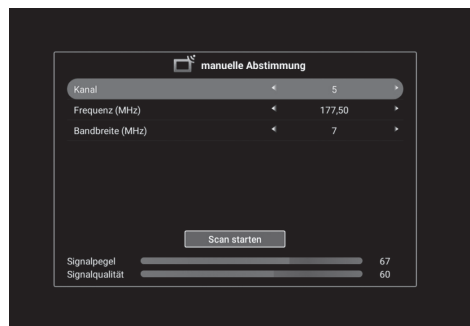 manuelle Abstimmung
Kanal 5
Frequenz (MHz) 177,50
Bandbreite (MHz) 7
Scan starten
Signalpegel 67
Signalqualität 60